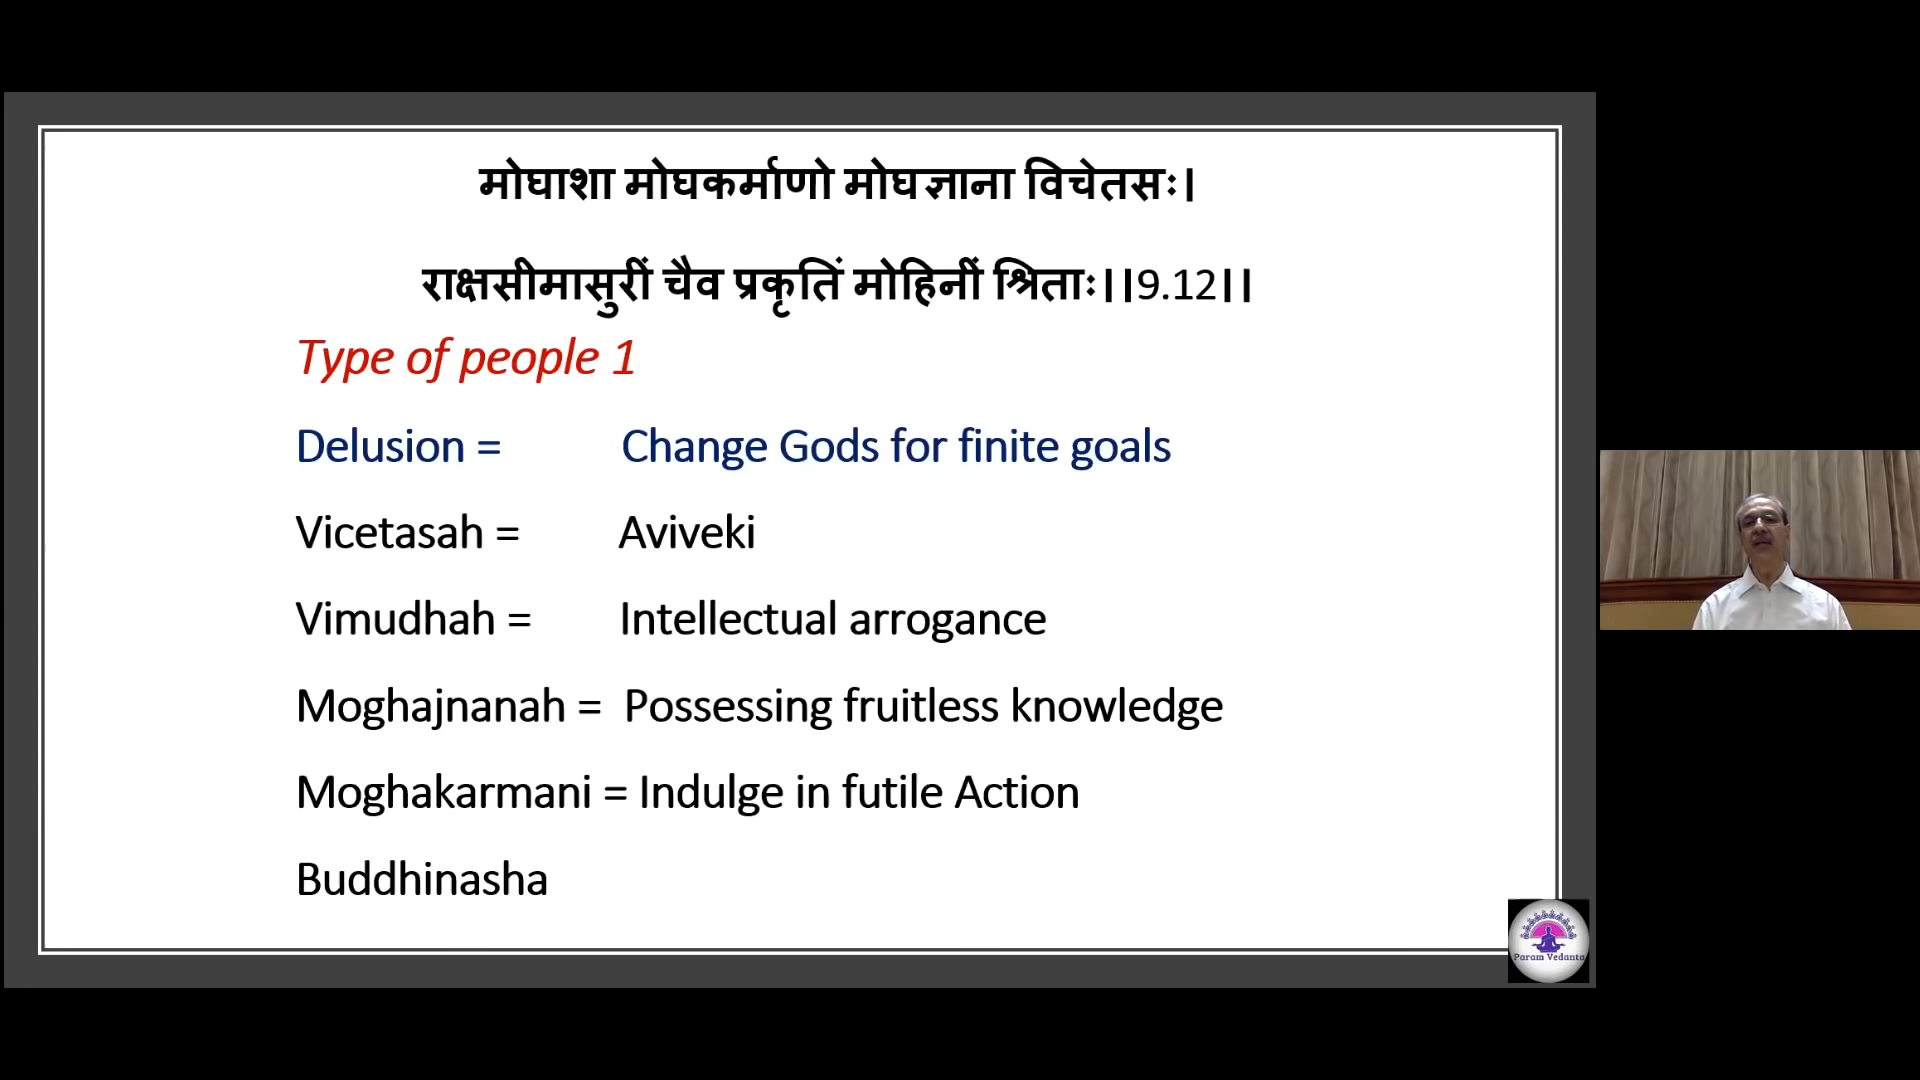 मोघाशा मोघकर्माणो मोघज्ञाना विचेतसः।
राक्षसीमासुरीं चैव प्रकृतिं मोहिनीं श्रिताः।।9.12।।
Type of people 1
Delusion = Change Gods for finite goals
Vicetasah = Aviveki
Vimudhah = Intellectual arrogance
Moghajnanah = Possessing fruitless knowledge
Moghakarmani = Indulge in futile Action
Buddhinasha
Param Vedanta